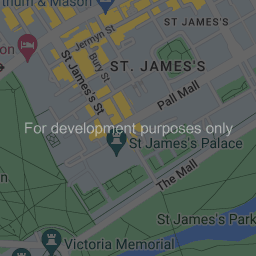 & Mason
ST JAMES'S
Jermyn St
Bury St
St James's St
ST. JAMES'S
Pall Mall
For development purposes only
St James's Palace
The Mall
St James's Park
Victoria Memorial